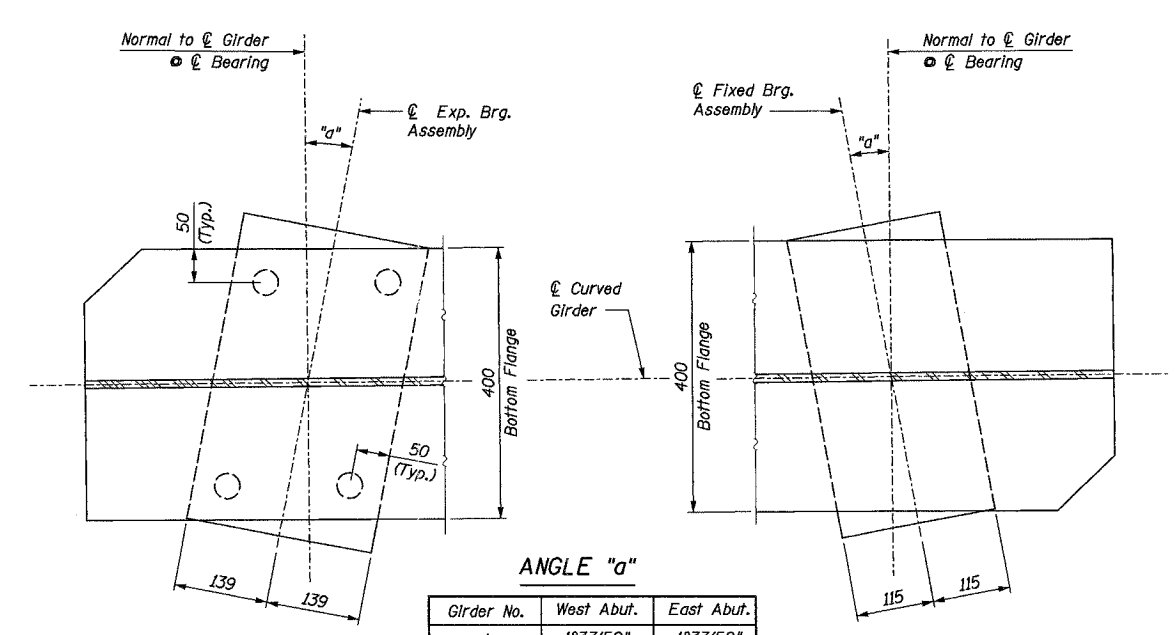 Normal to ℄ Girder
@ ℄ Bearing
℄ Exp. Brg.
Assembly
"a"
50
(Typ.)
400
Bottom Flange
50
(Typ.)
139
139
℄ Curved
Girder
Normal to ℄ Girder
@ ℄ Bearing
℄ Fixed Brg.
Assembly
"a"
400
Bottom Flange
115
115
ANGLE "a"
Girder No. West Abut. East Abut.